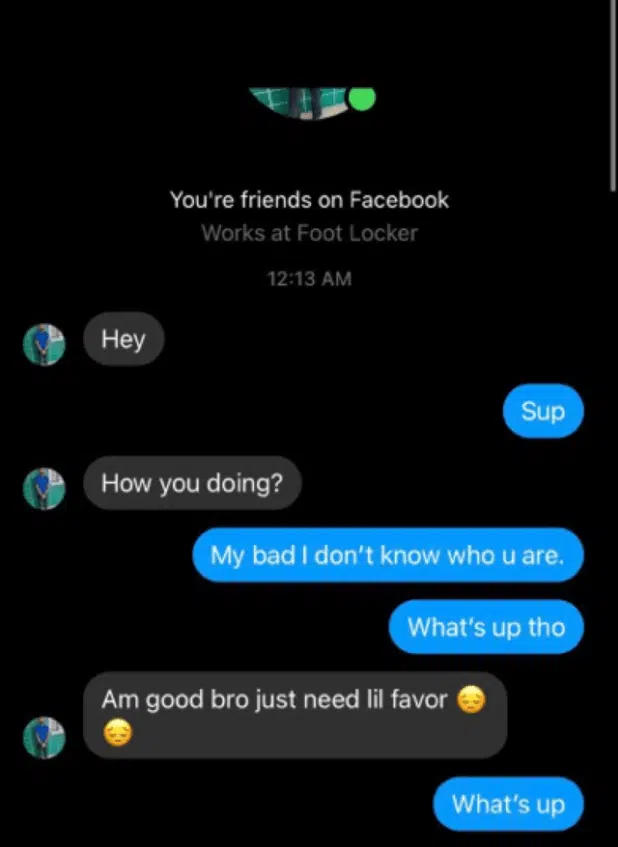 You're friends on Facebook
Works at Foot Locker
12:13 AM
Hey
Sup
How you doing?
My bad I don't know who u are.
What's up tho
Am good bro just need lil favor 😔
😔
What's up